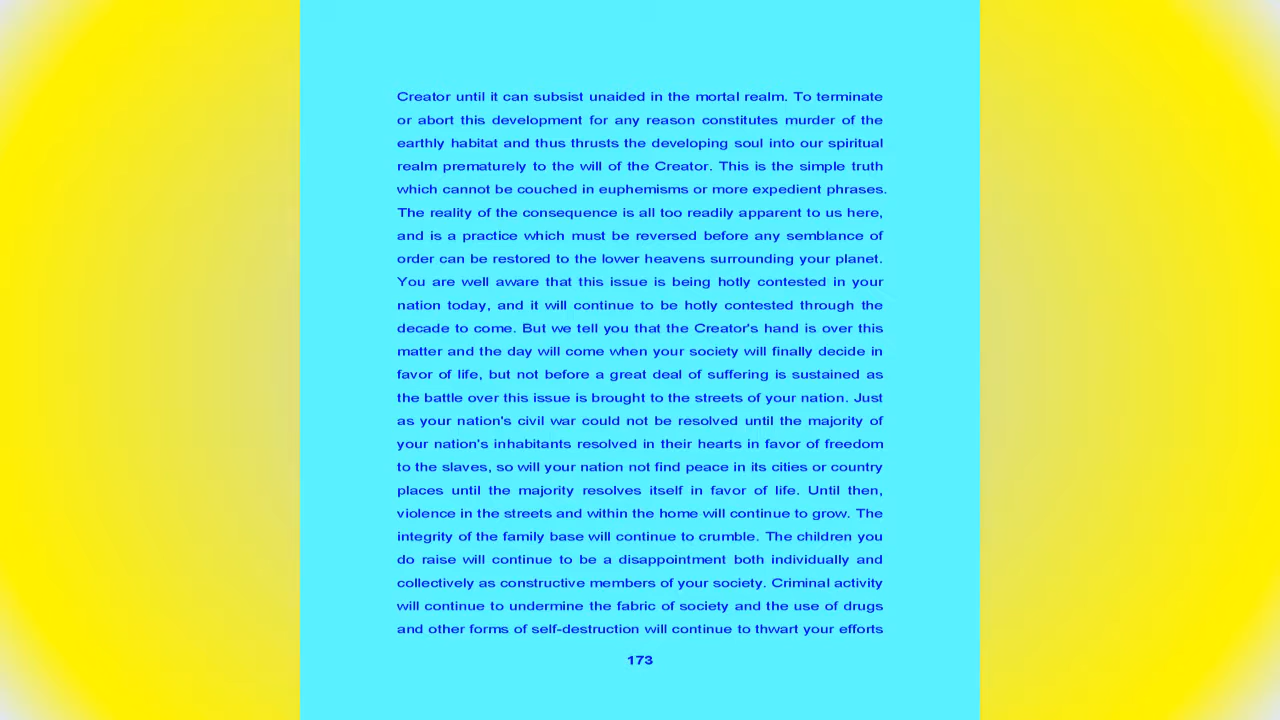 Creator until it can subsist unaided in the mortal realm. To terminate
or abort this development for any reason constitutes murder of the
earthly habitat and thus thrusts the developing soul into our spiritual
realm prematurely to the will of the Creator. This is the simple truth
which cannot be couched in euphemisms or more expedient phrases.
The reality of the consequence is all too readily apparent to us here,
and is a practice which must be reversed before any semblance of
order can be restored to the lower heavens surrounding your planet.
You are well aware that this issue is being hotly contested in your
nation today, and it will continue to be hotly contested through the
decade to come. But we tell you that the Creator's hand is over this
matter and the day will come when your society will finally decide in
favor of life, but not before a great deal of suffering is sustained as
the battle over this issue is brought to the streets of your nation. Just
as your nation's civil war could not be resolved until the majority of
your nation's inhabitants resolved in their hearts in favor of freedom
to the slaves, so will your nation not find peace in its cities or country
places until the majority resolves itself in favor of life. Until then,
violence in the streets and within the home will continue to grow. The
integrity of the family base will continue to crumble. The children you
do raise will continue to be a disappointment both individually and
collectively as constructive members of your society. Criminal activity
will continue to undermine the fabric of society and the use of drugs
and other forms of self-destruction will continue to thwart your efforts
173